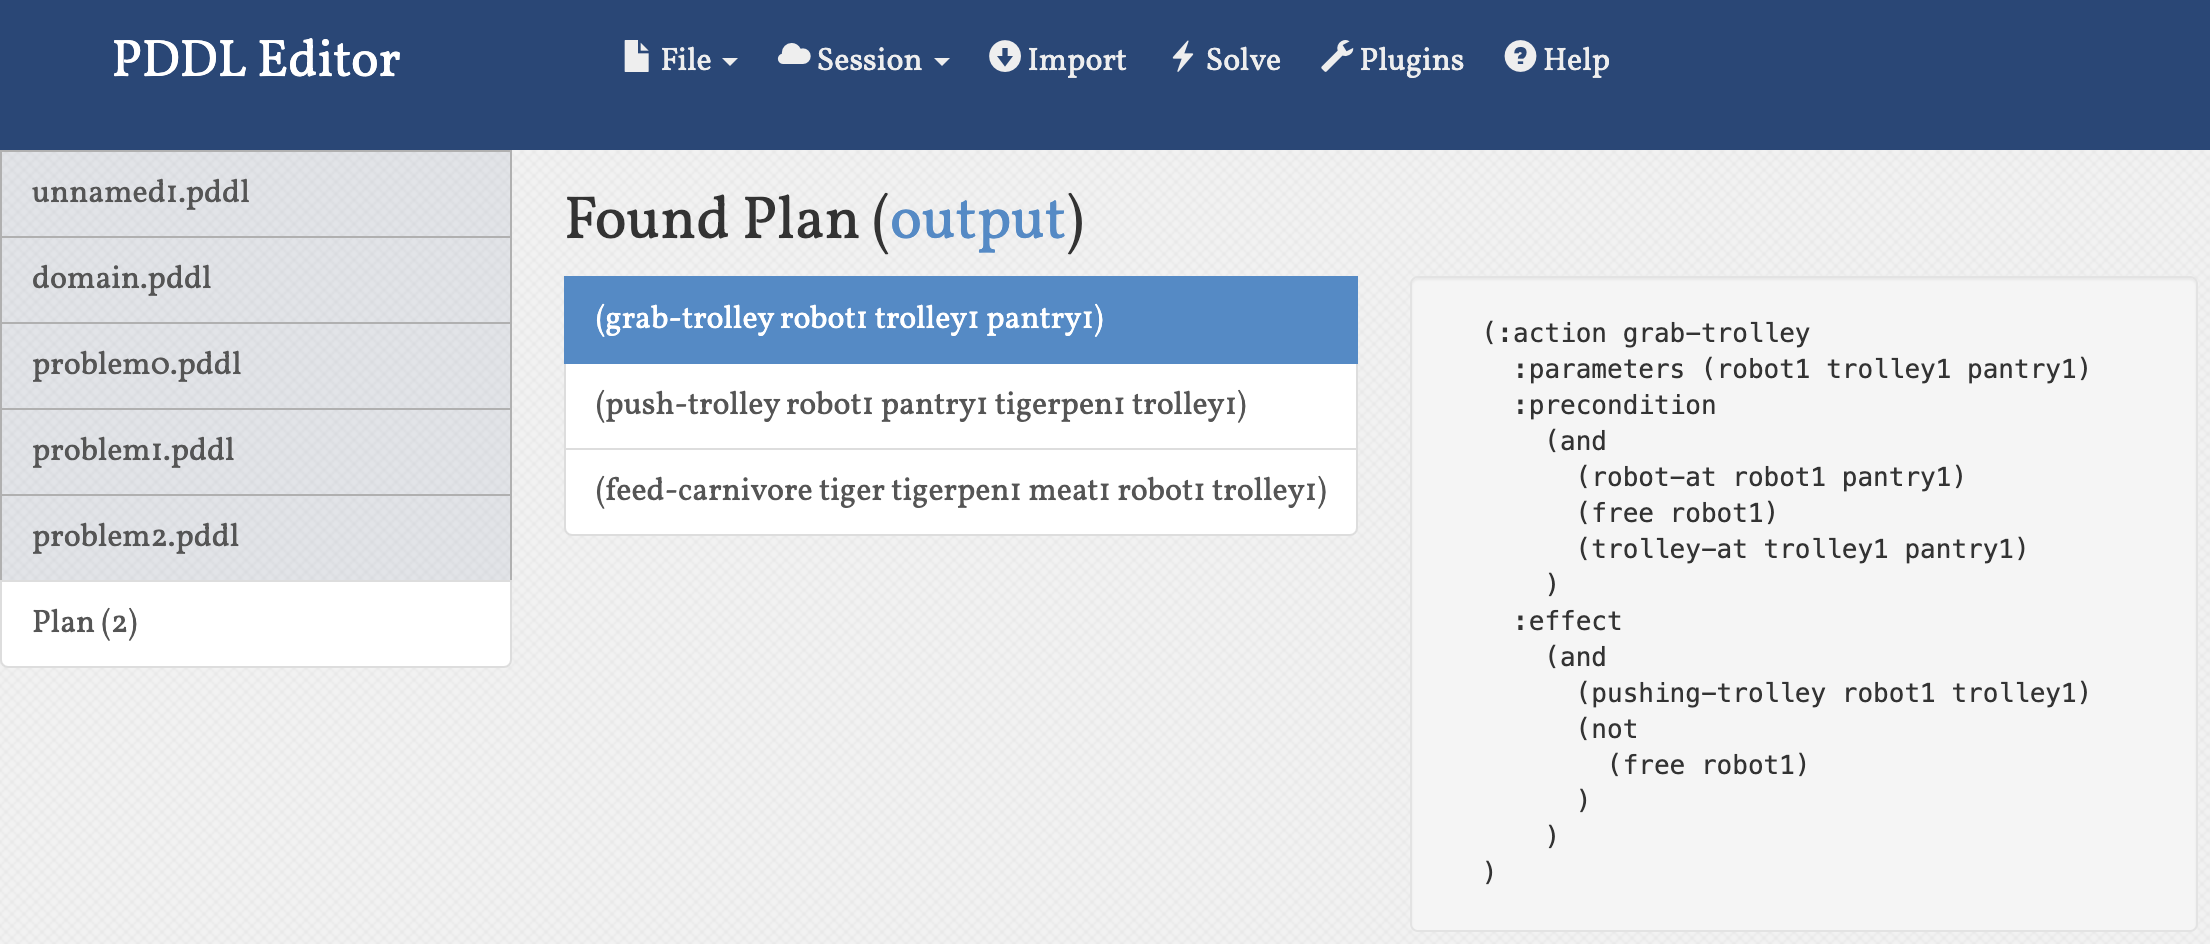 PDDL Editor
File
Session
Import
Solve
Plugins
Help
unnamed1.pddl
domain.pddl
problem0.pddl
problem1.pddl
problem2.pddl
Plan (2)
Found Plan (output)
(grab-trolley robot1 trolley1 pantry1)
(push-trolley robot1 pantry1 tigerpen1 trolley1)
(feed-carnivore tiger tigerpen1 meat1 robot1 trolley1)
(:action grab-trolley
:parameters (robot1 trolley1 pantry1)
:precondition
(and
(robot-at robot1 pantry1)
(free robot1)
(trolley-at trolley1 pantry1)
)
:effect
(and
(pushing-trolley robot1 trolley1)
(not
(free robot1)
)
)
)